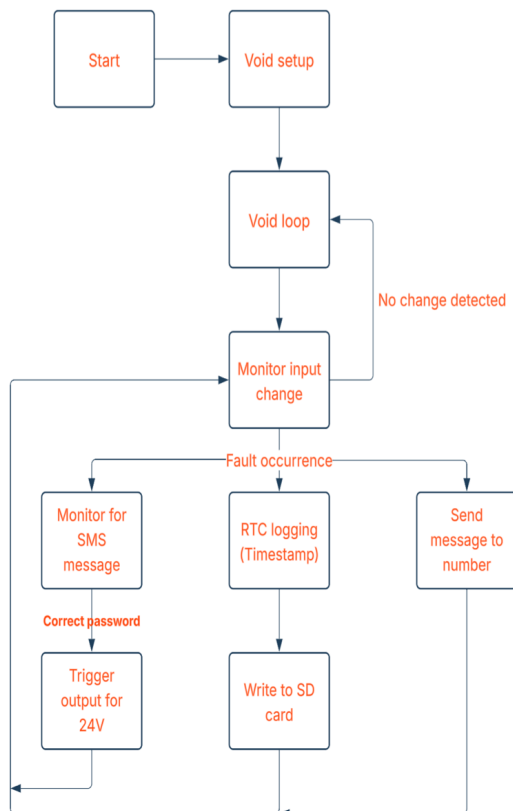 Start
Void setup
Void loop
No change detected
Monitor input
change
Fault occurrence
Monitor for
SMS
message
RTC logging
(Timestamp)
Send
message to
number
Correct password
Trigger
output for
24V
Write to SD
card